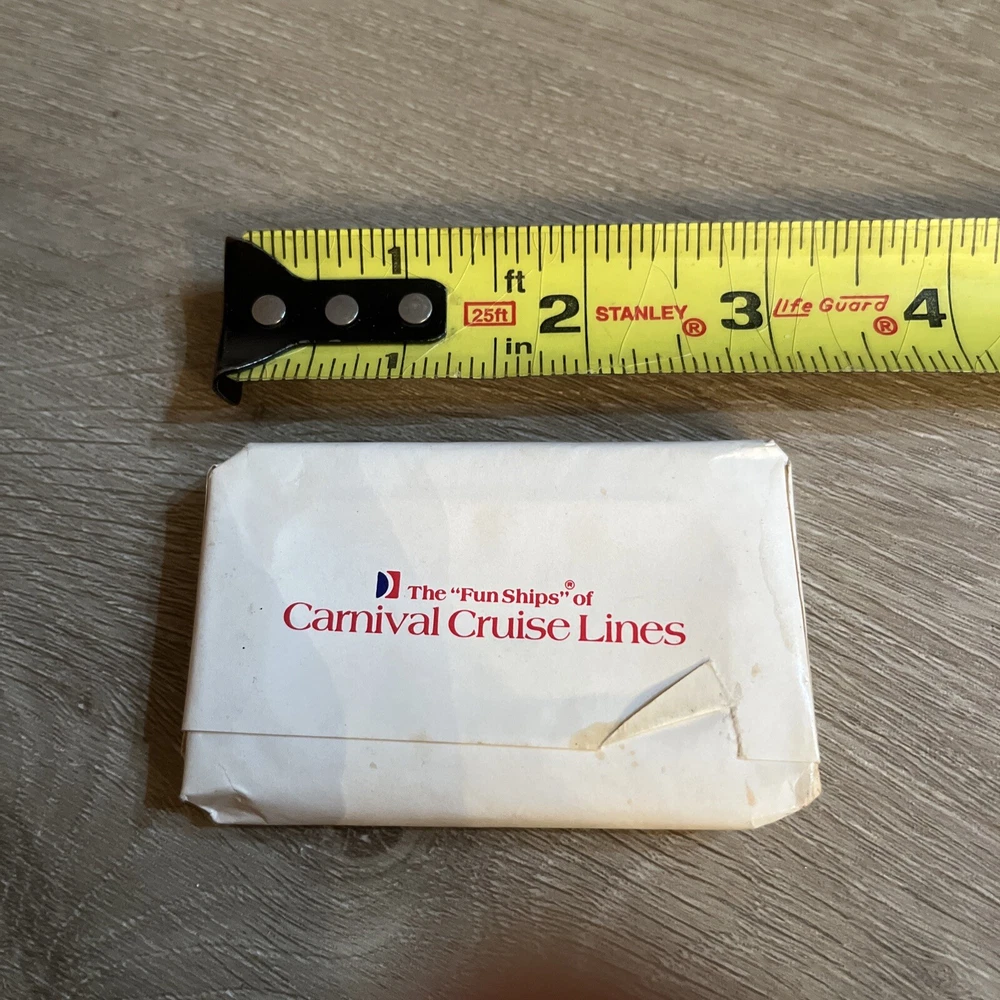 1
ft
25ft
2
STANLEY®
3
Life Guard®
4
in
1
The "Fun Ships"® of
Carnival Cruise Lines